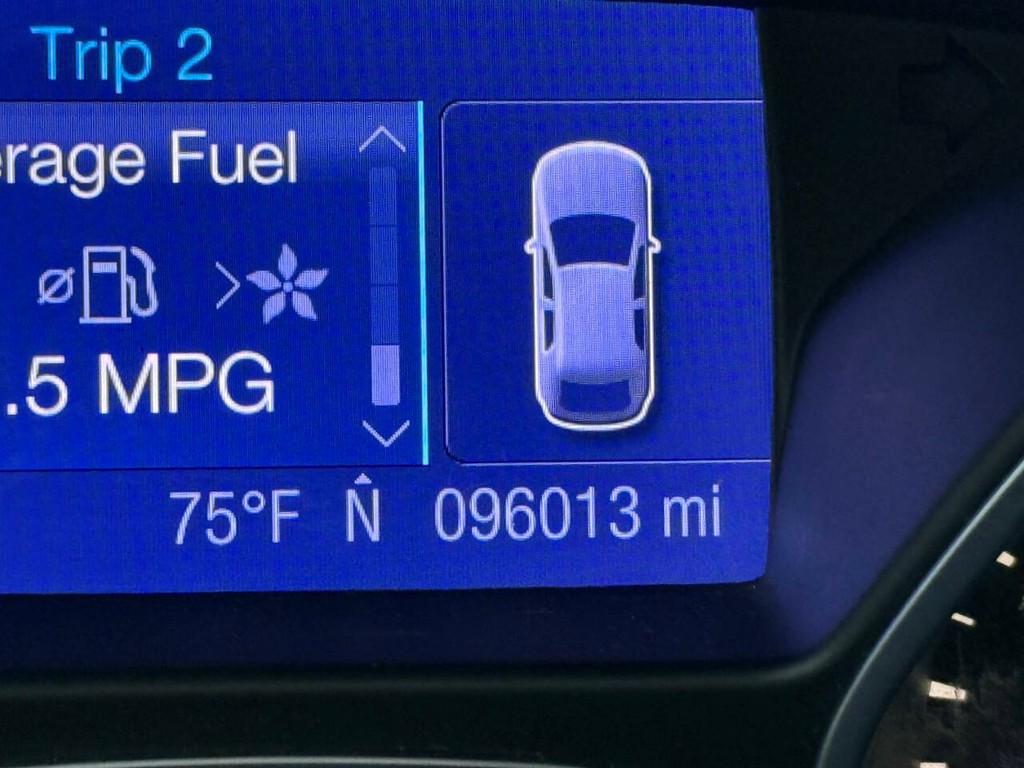 Trip 2
erage Fuel
.5 MPG
75°F N 096013 mi